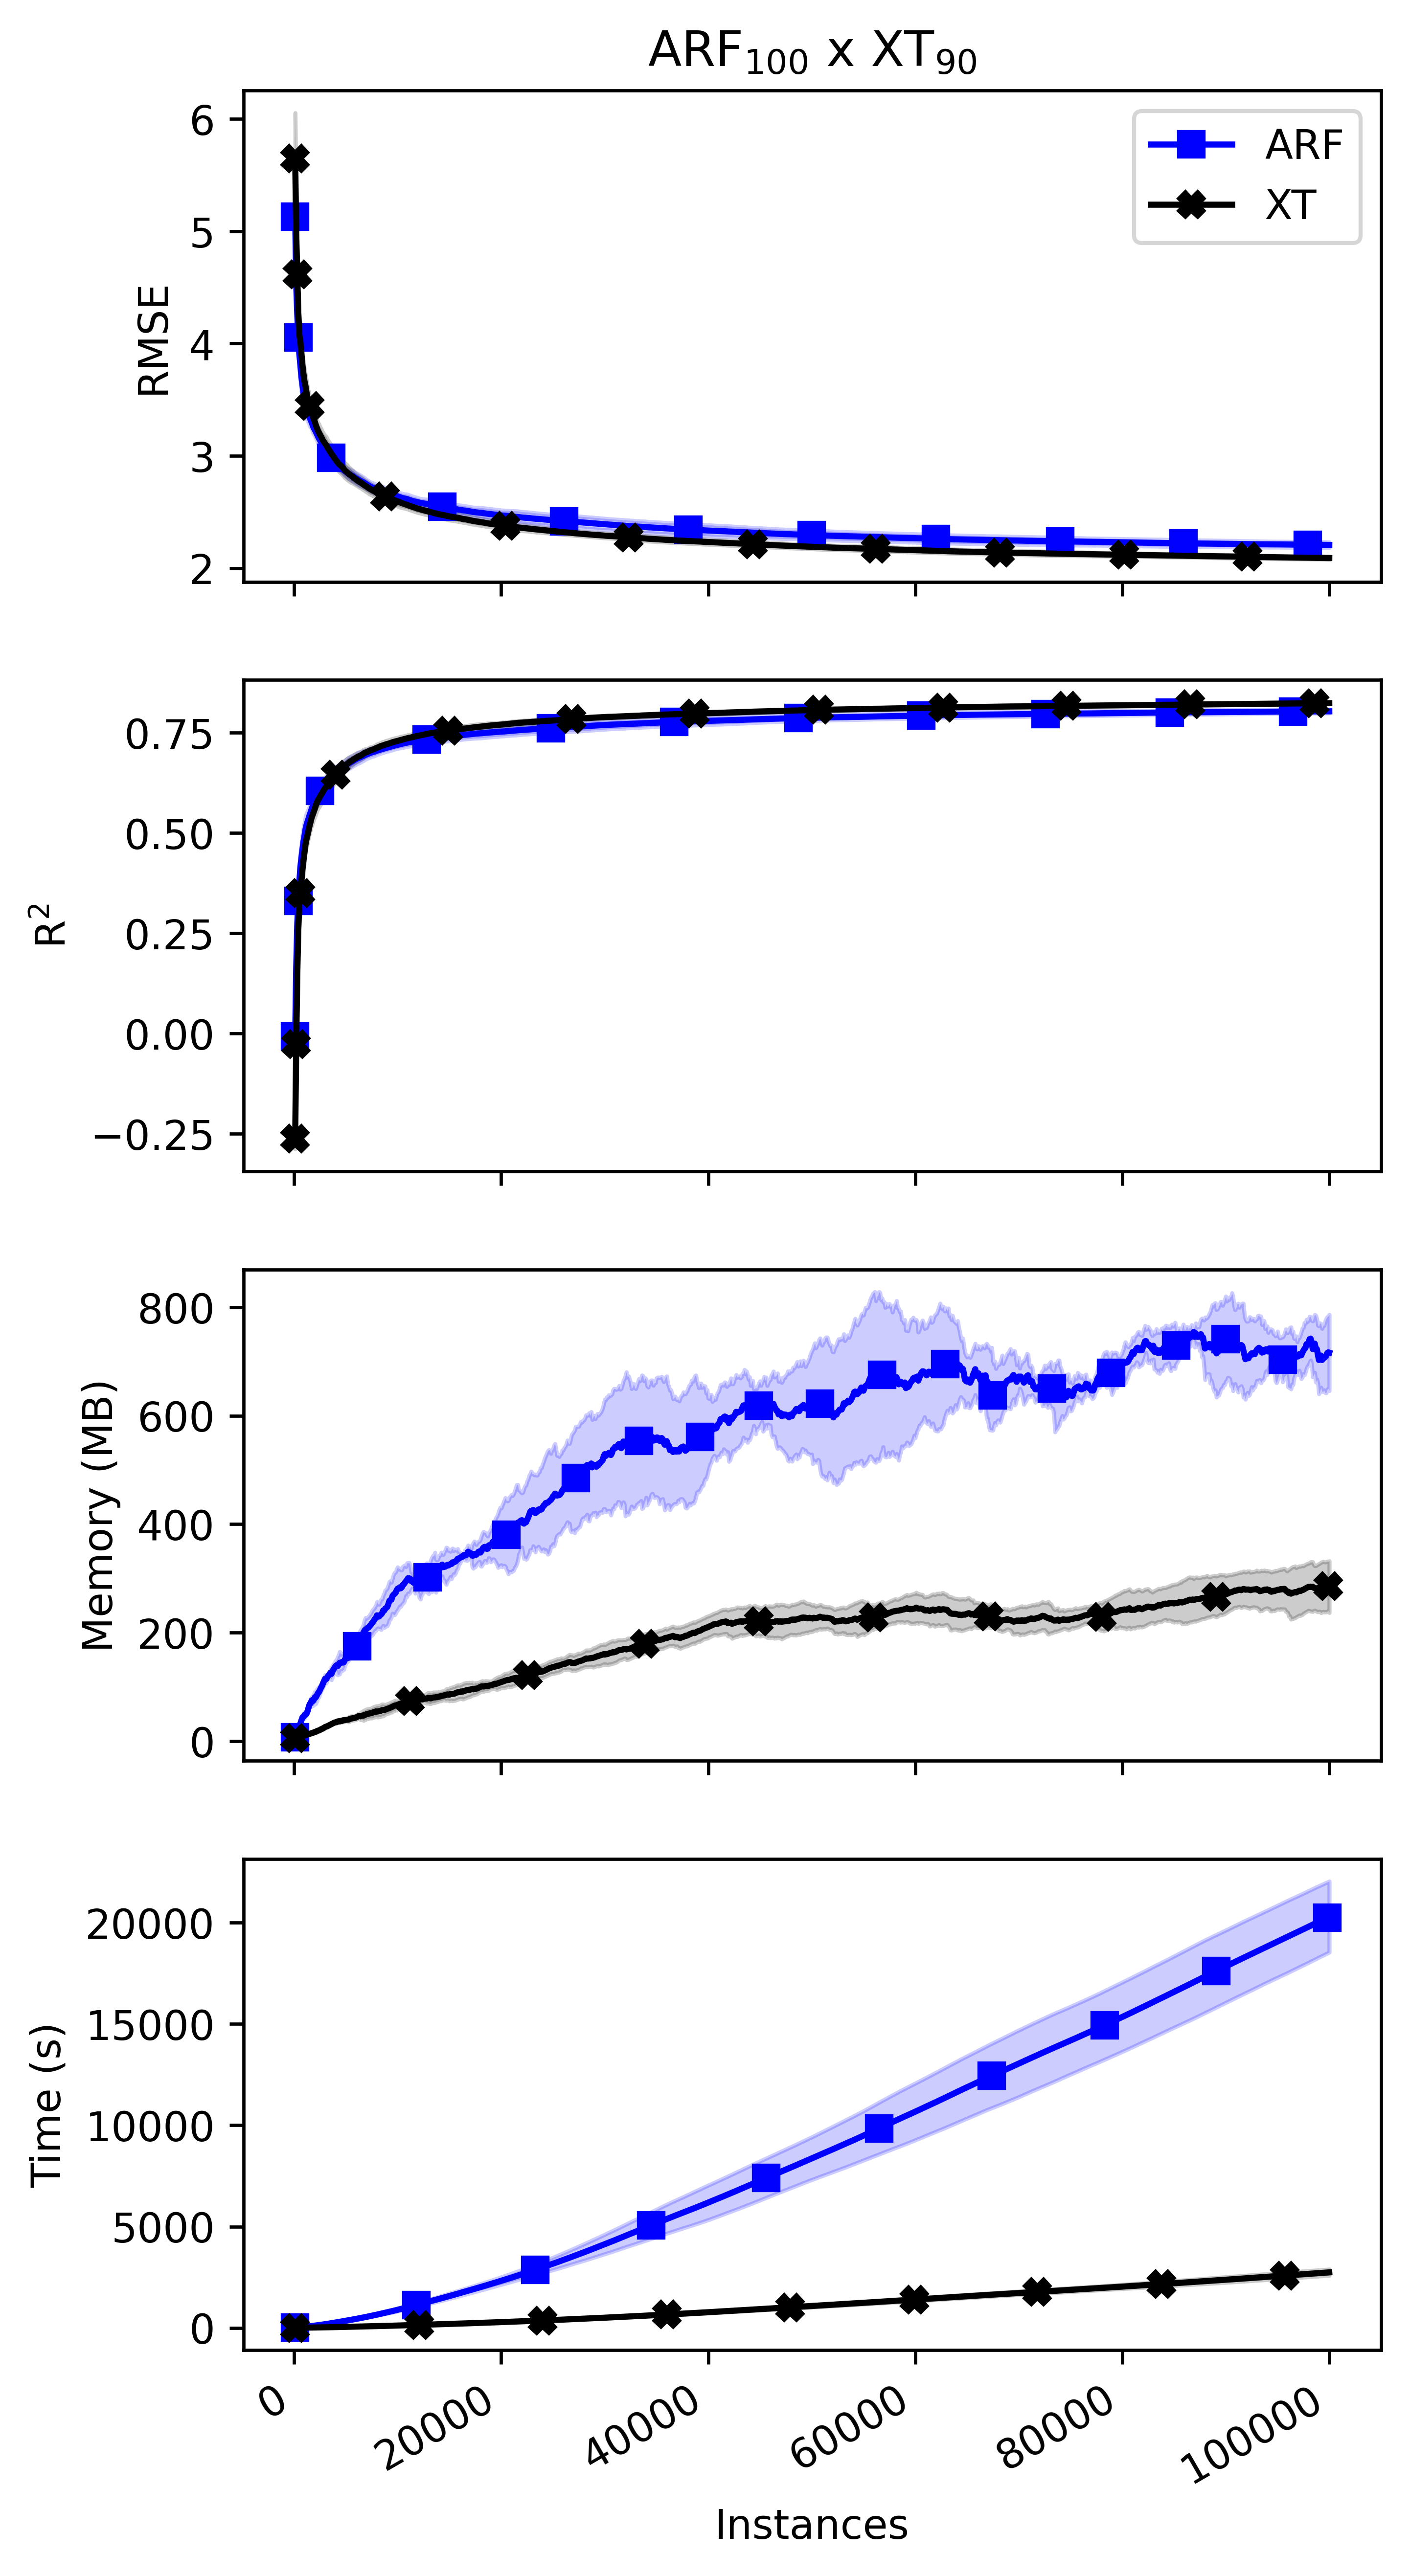 ARF₁₀₀ x XT₉₀
6
5
4
3
2
RMSE
ARF
XT
0.75
0.50
0.25
0.00
−0.25
R²
800
600
400
200
0
Memory (MB)
20000
15000
10000
5000
0
Time (s)
0 20000 40000 60000 80000 100000
Instances